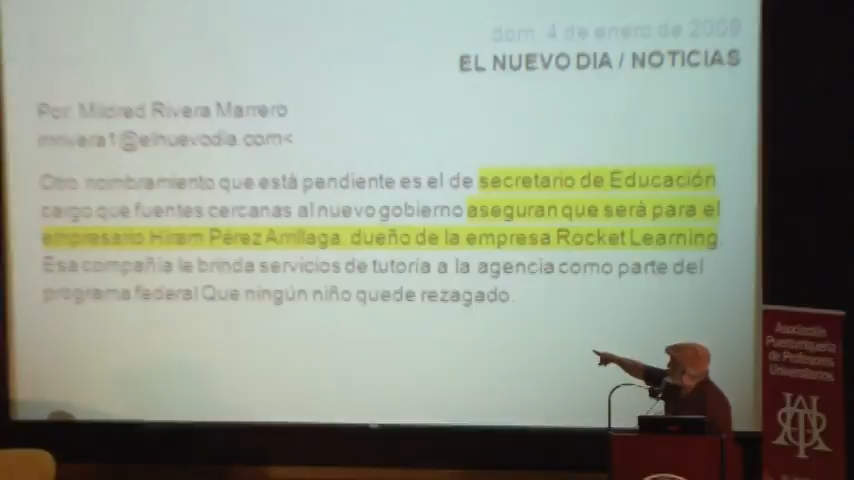 dom. 4 de enero de 2009
EL NUEVO DIA / NOTICIAS
Por: Mildred Rivera Marrero
mrivera1@elnuevodia.com<
Otro nombramiento que está pendiente es el de secretario de Educación,
cargo que fuentes cercanas al nuevo gobierno aseguran que será para el
empresario Hiram Pérez Arrillaga, dueño de la empresa Rocket Learning.
Esa compañía le brinda servicios de tutoría a la agencia como parte del
programa federal Que ningún niño quede rezagado.
Asociación
Puertorriqueña
de Profesores
Universitarios